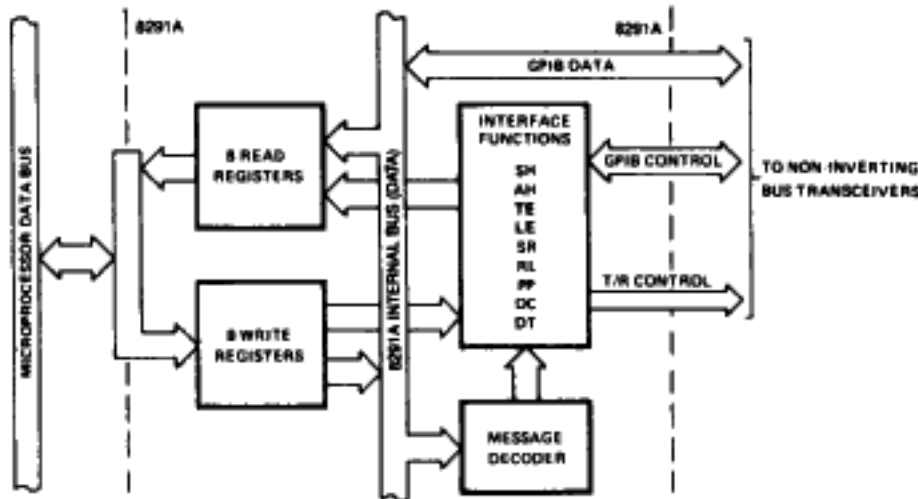 8291A
8291A
GPIB DATA
INTERFACE
FUNCTIONS
SH
AH
TE
LE
SR
RL
PP
DC
DT
8 READ
REGISTERS
GPIB CONTROL
TO NON-INVERTING
BUS TRANSCEIVERS
MICROPROCESSOR DATA BUS
8291A INTERNAL BUS (DATA)
T/R CONTROL
8 WRITE
REGISTERS
MESSAGE
DECODER